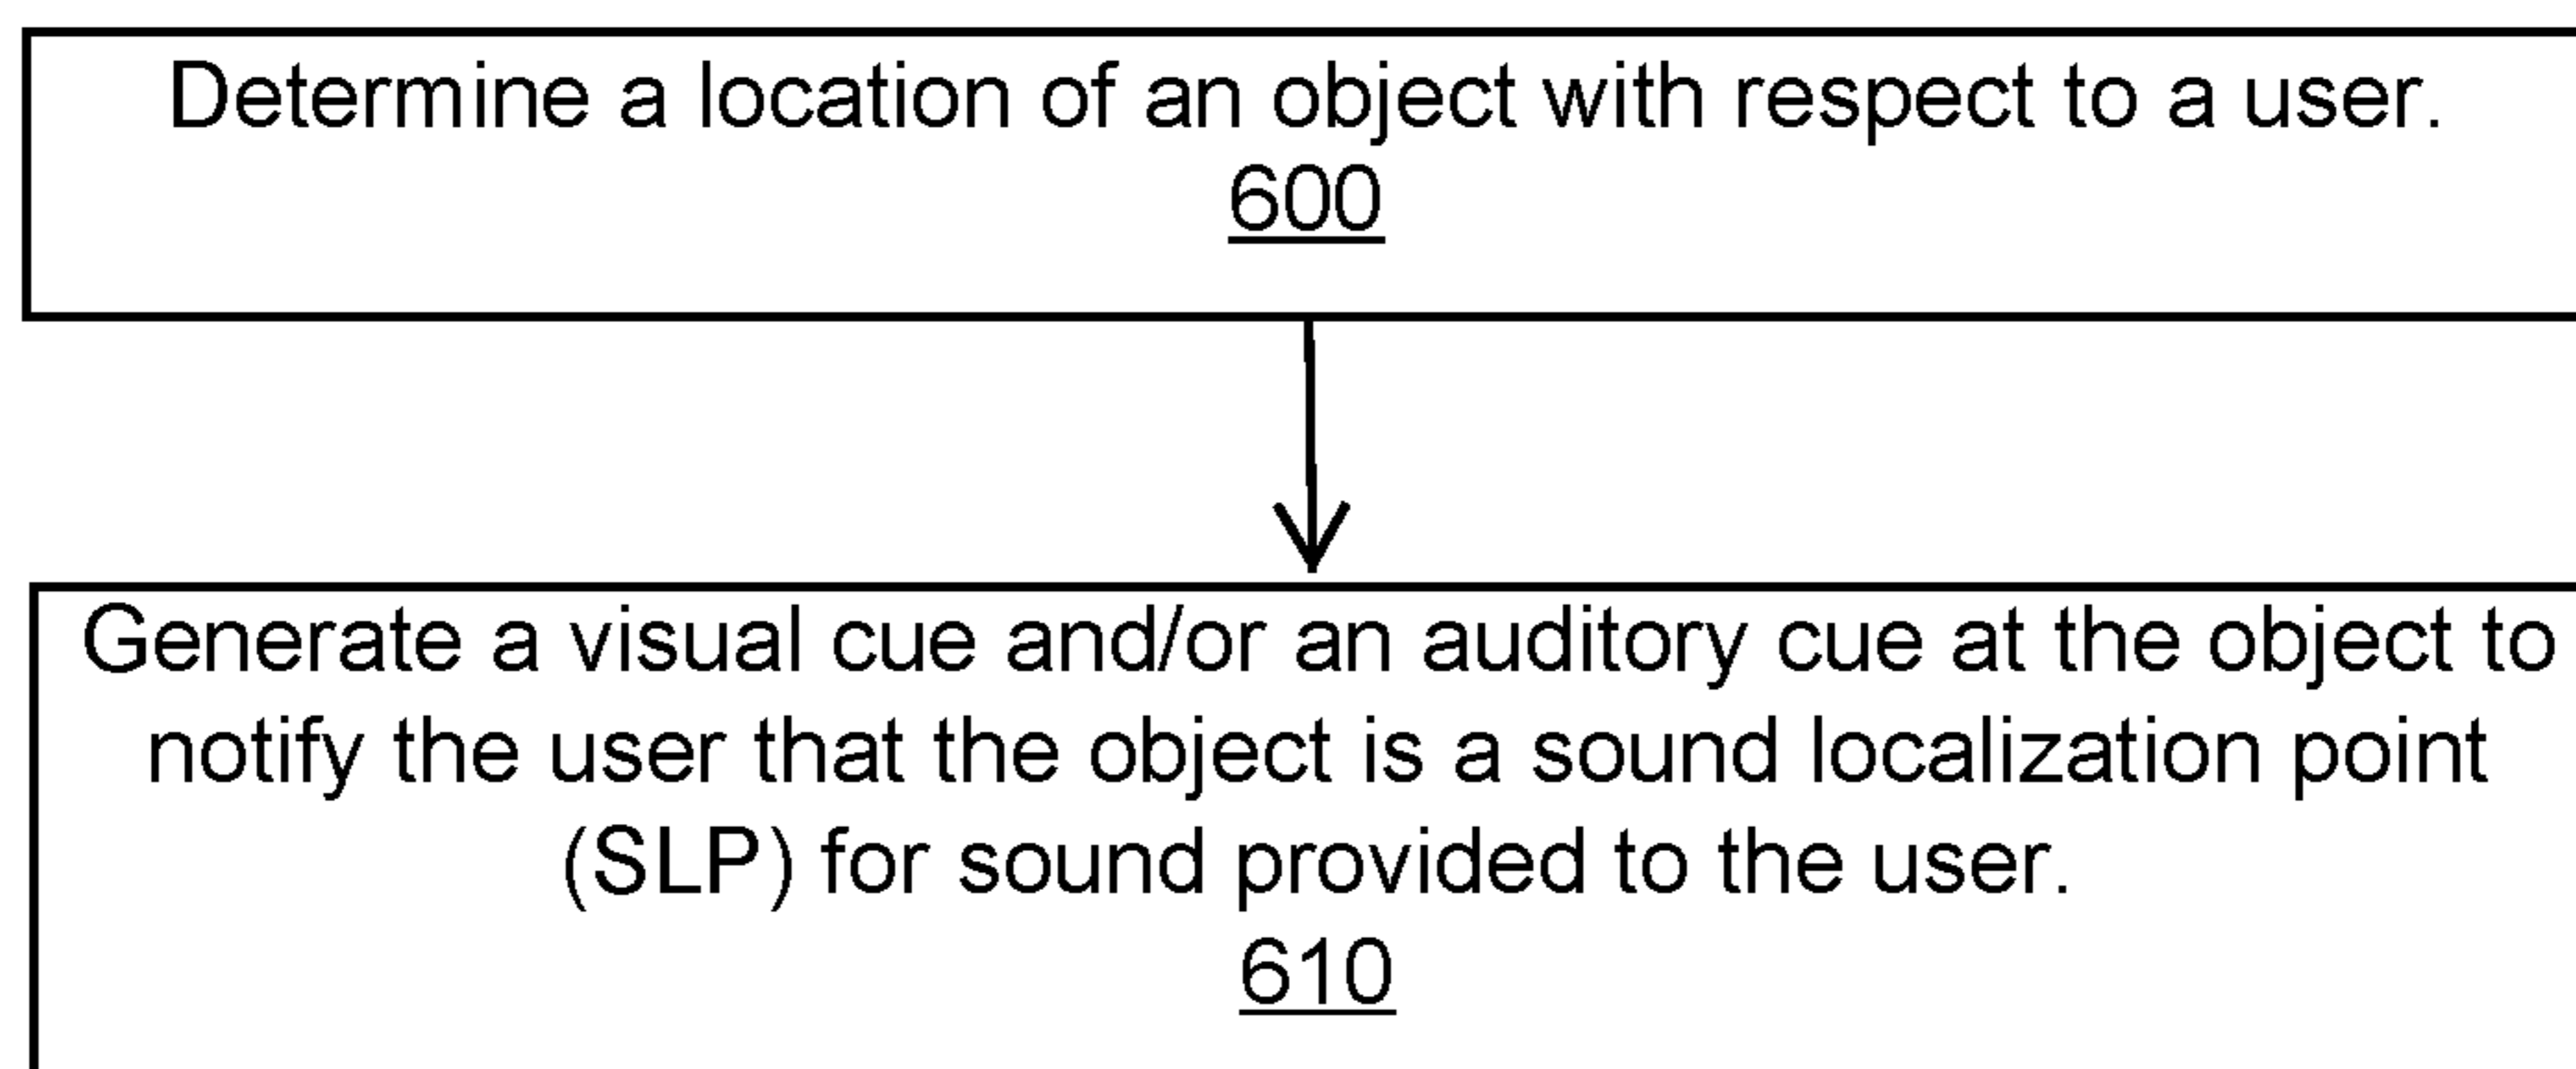 Determine a location of an object with respect to a user.
600
Generate a visual cue and/or an auditory cue at the object to
notify the user that the object is a sound localization point
(SLP) for sound provided to the user.
610